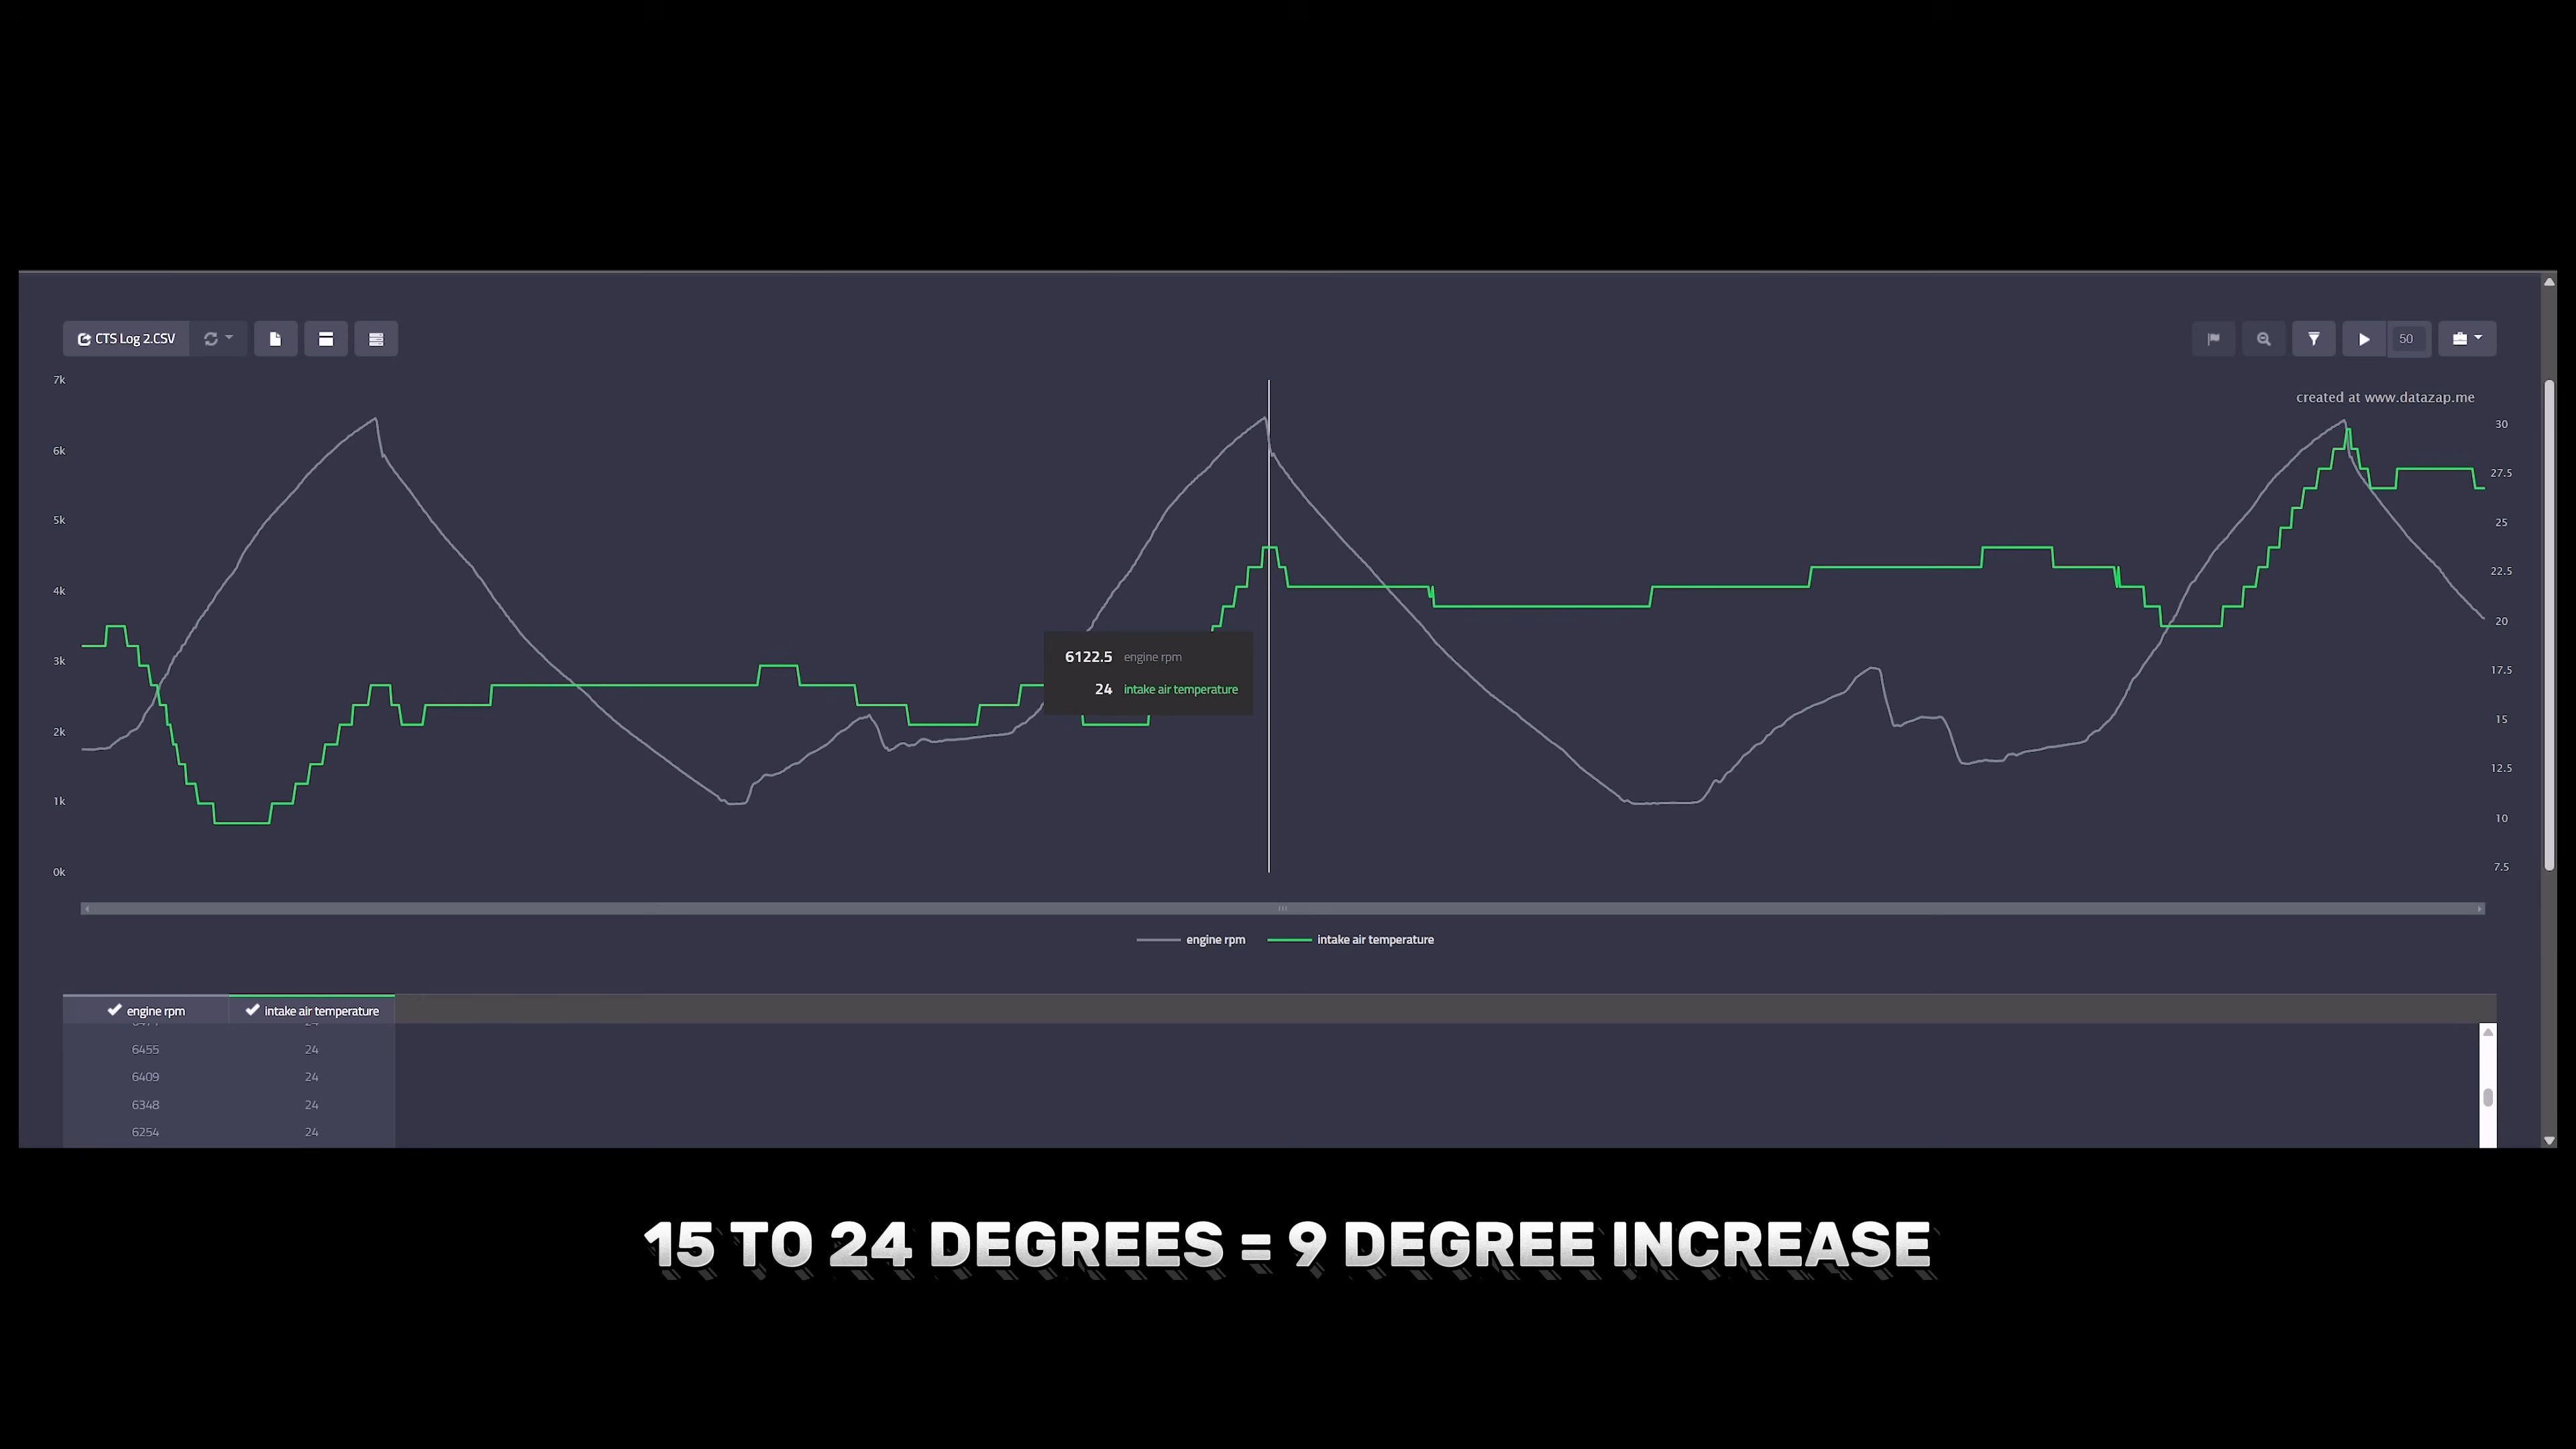 CTS Log 2.CSV
50
created at www.datazap.me
7k
6k
5k
4k
3k
2k
1k
0k
30
27.5
25
22.5
20
17.5
15
12.5
10
7.5
6122.5 engine rpm
24 intake air temperature
engine rpm intake air temperature
engine rpm intake air temperature
6455 24
6409 24
6348 24
6254 24
15 TO 24 DEGREES = 9 DEGREE INCREASE